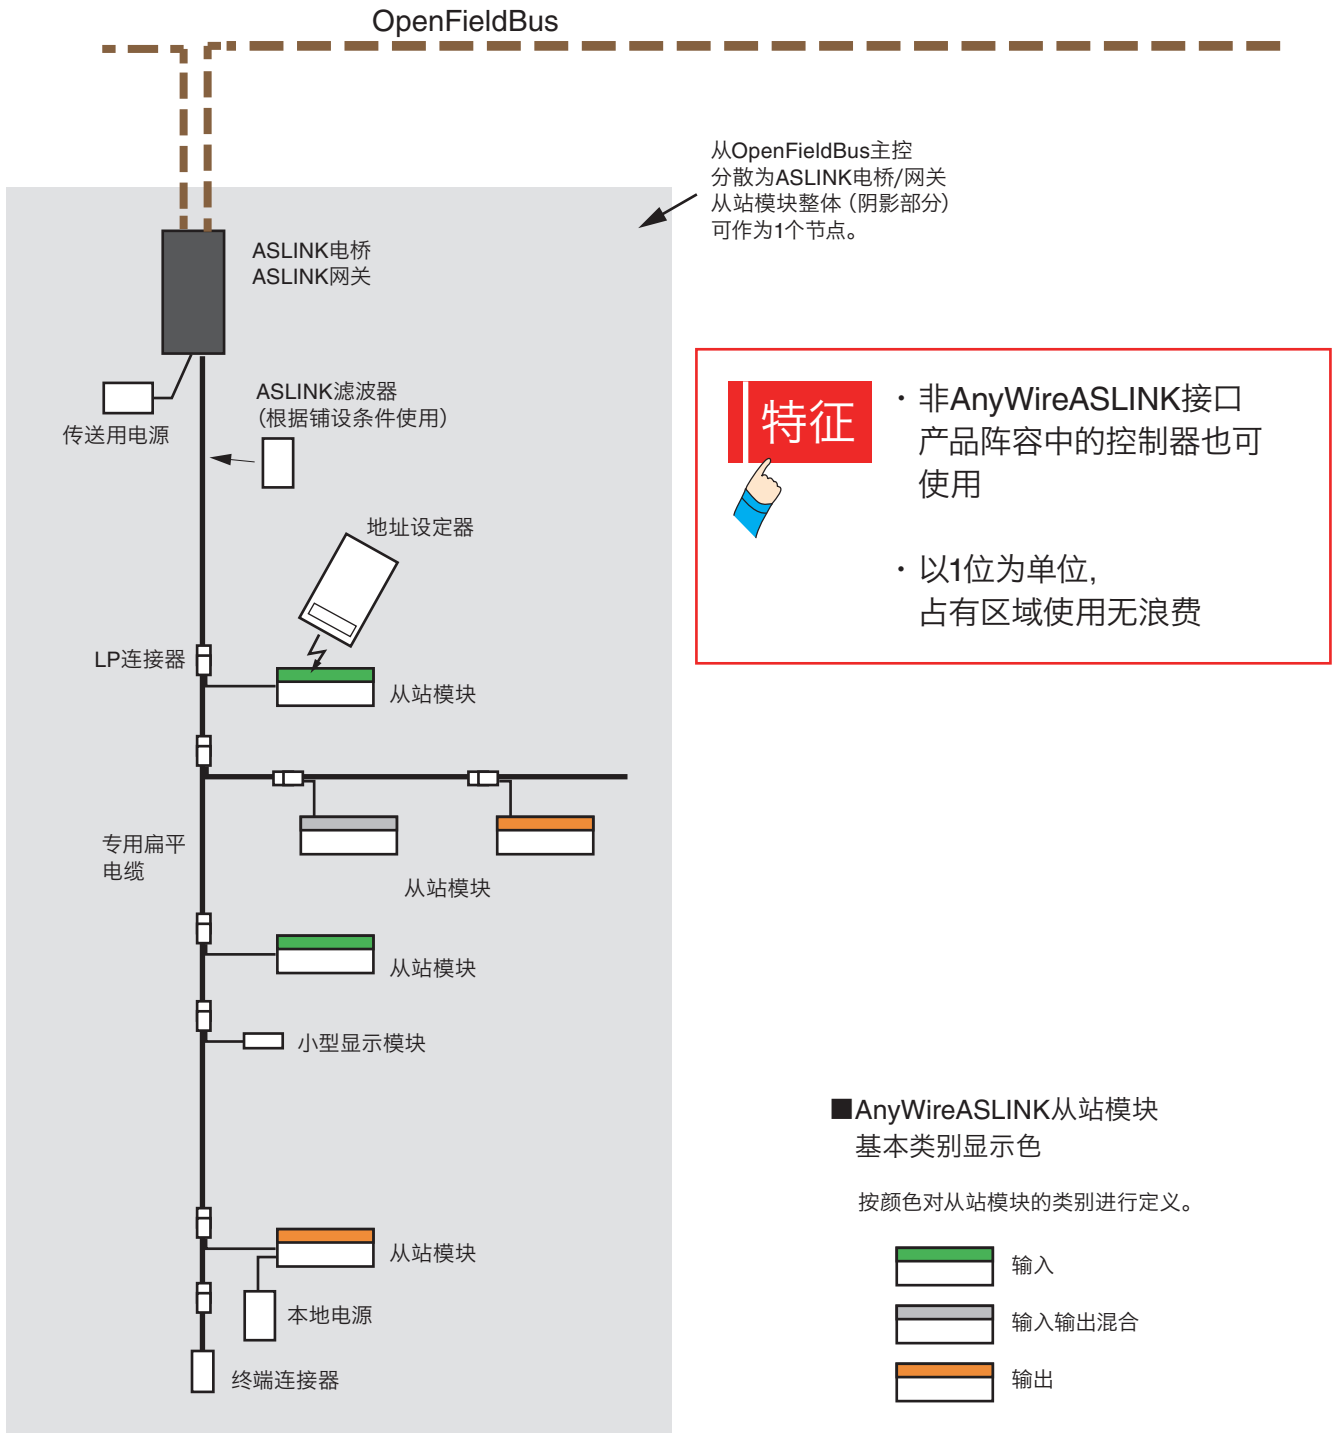 OpenFieldBus
从OpenFieldBus主控
分散为ASLINK电桥/网关
从站模块整体（阴影部分）
可作为1个节点。
ASLINK电桥
ASLINK网关
传送用电源
ASLINK滤波器
（根据铺设条件使用）
特征
・非AnyWireASLINK接口
产品阵容中的控制器也可
使用
・以1位为单位，
占有区域使用无浪费
地址设定器
LP连接器
从站模块
专用扁平
电缆
从站模块
从站模块
小型显示模块
从站模块
本地电源
终端连接器
■AnyWireASLINK从站模块
基本类别显示色
按颜色对从站模块的类别进行定义。
输入
输入输出混合
输出